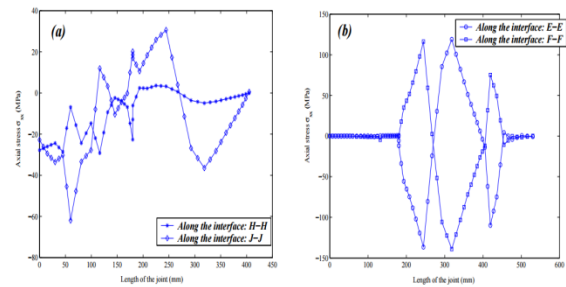 (a)
40
20
0
−20
−40
−60
−80
Axial stress σxx (MPa)
Along the interface: H−H
Along the interface: J−J
0 50 100 150 200 250 300 350 400 450
Length of the joint (mm)
(b)
150
100
50
0
−50
−100
−150
Axial stress σxx (MPa)
Along the interface: E−E
Along the interface: F−F
0 100 200 300 400 500
Length of the joint (mm)